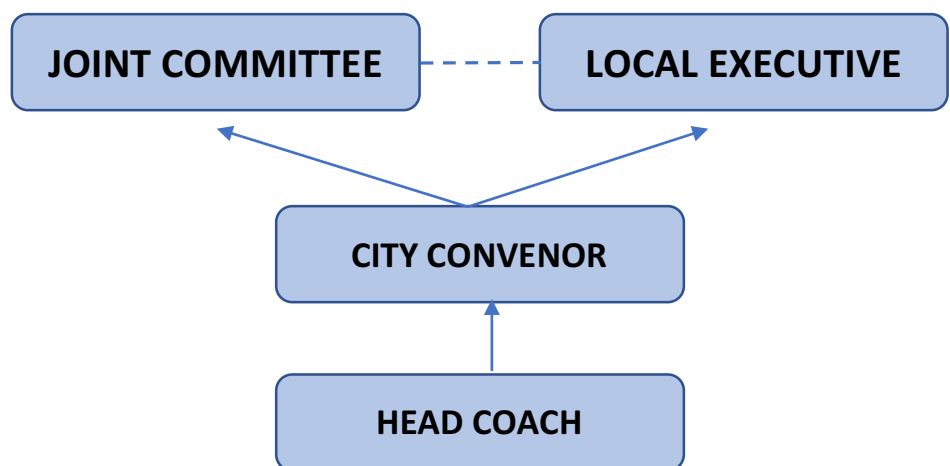 JOINT COMMITTEE
LOCAL EXECUTIVE
CITY CONVENOR
HEAD COACH